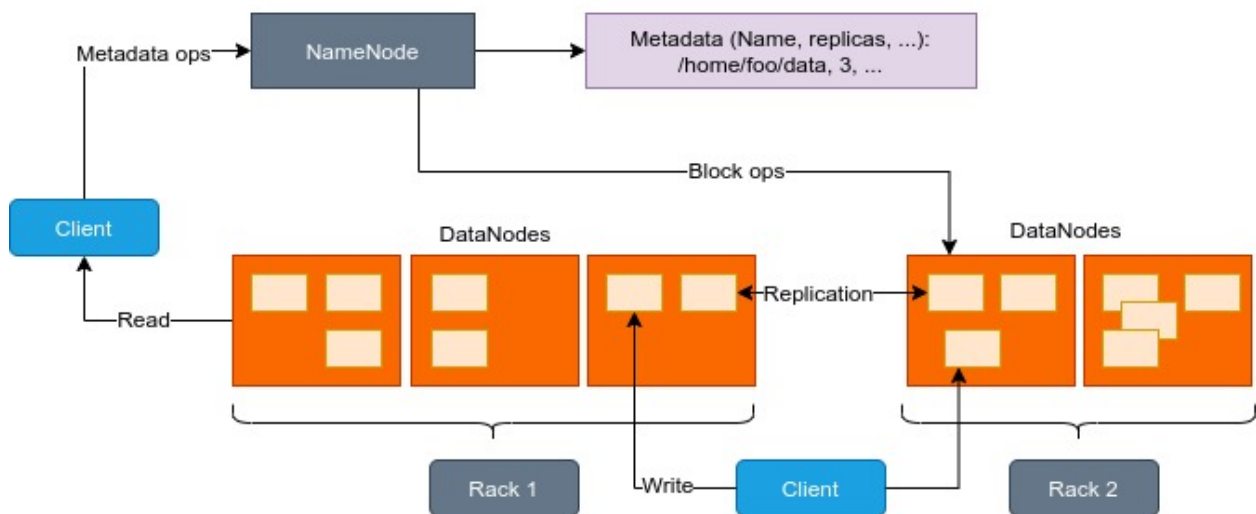 Metadata ops
NameNode
Metadata (Name, replicas, ...):
/home/foo/data, 3, ...
Block ops
Client
DataNodes
DataNodes
Read
Replication
Rack 1
Write
Client
Rack 2